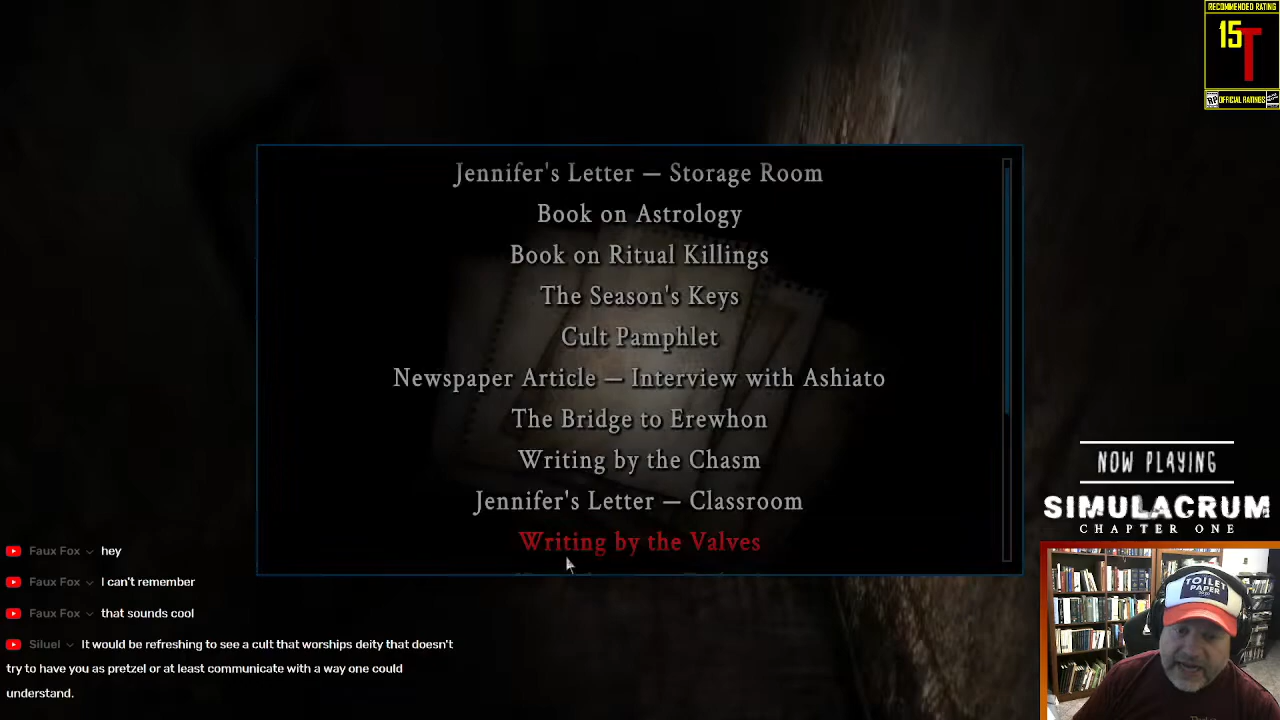 RECOMMENDED RATING
15
T
RP OFFICIAL RATINGS
Jennifer's Letter — Storage Room
Book on Astrology
Book on Ritual Killings
The Season's Keys
Cult Pamphlet
Newspaper Article — Interview with Ashiato
The Bridge to Erewhon
Writing by the Chasm
Jennifer's Letter — Classroom
Writing by the Valves
NOW PLAYING
SIMULACRUM
CHAPTER ONE
Faux Fox hey
Faux Fox I can't remember
Faux Fox that sounds cool
Siluel It would be refreshing to see a cult that worships deity that doesn't
try to have you as pretzel or at least communicate with a way one could
understand.
TOILET
PAPER